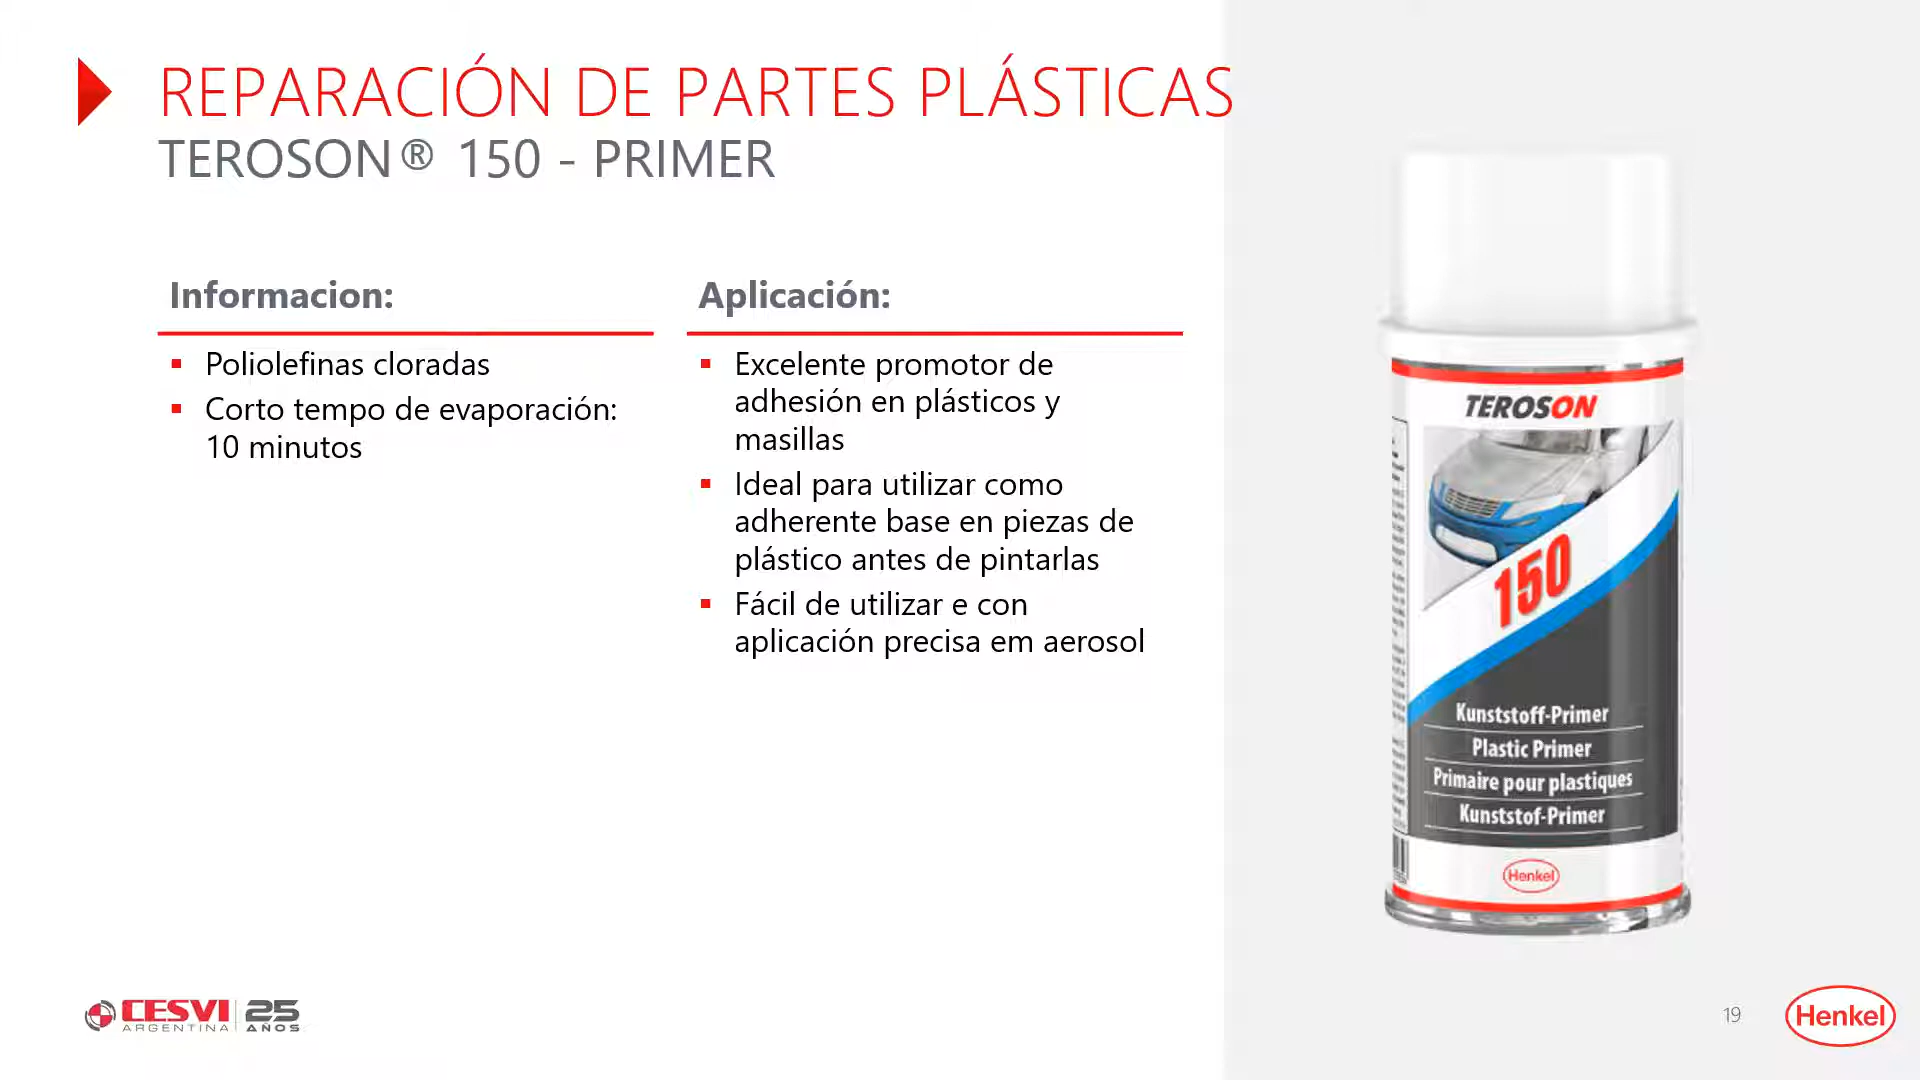 REPARACIÓN DE PARTES PLÁSTICAS
TEROSON® 150 - PRIMER
Informacion:
▪ Poliolefinas cloradas
▪ Corto tempo de evaporación:
10 minutos
Aplicación:
▪ Excelente promotor de
adhesión en plásticos y
masillas
▪ Ideal para utilizar como
adherente base en piezas de
plástico antes de pintarlas
▪ Fácil de utilizar e con
aplicación precisa em aerosol
TEROSON
150
Kunststoff-Primer
Plastic Primer
Primaire pour plastiques
Kunststof-Primer
Henkel
CESVI
ARGENTINA
25
AÑOS
19
Henkel